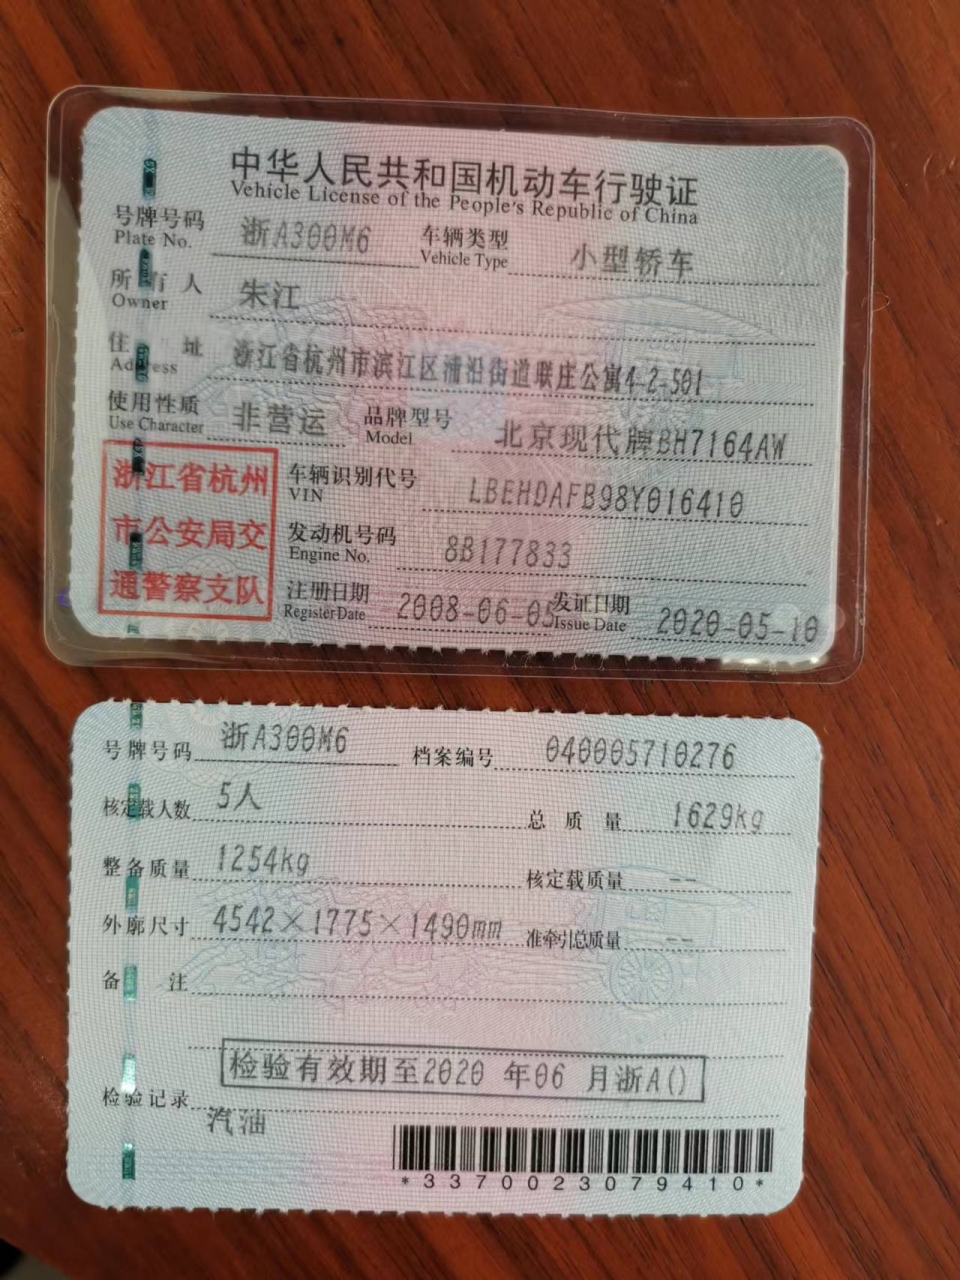 中华人民共和国机动车行驶证
Vehicle License of the People's Republic of China
号牌号码 浙A300M6 车辆类型 小型轿车
Plate No. Vehicle Type
所有人 朱江
Owner
住址 浙江省杭州市滨江区浦沿街道联庄公寓4-2-501
Address
使用性质 非营运 品牌型号 北京现代牌BH7164AW
Use Character Model
浙江省杭州
市公安局交
通警察支队
车辆识别代号 LBEHDAFB98Y016410
VIN
发动机号码 8B177833
Engine No.
注册日期 2008-06-05 发证日期 2020-05-10
Register Date Issue Date
号牌号码 浙A300M6 档案编号 040005710276
核定载人数 5人 总质量 1629kg
整备质量 1254kg 核定载质量 --
外廓尺寸 4542×1775×1490mm 准牵引总质量 --
备注
检验有效期至2020 年06 月浙A()
检验记录
汽油
*3370023079410*